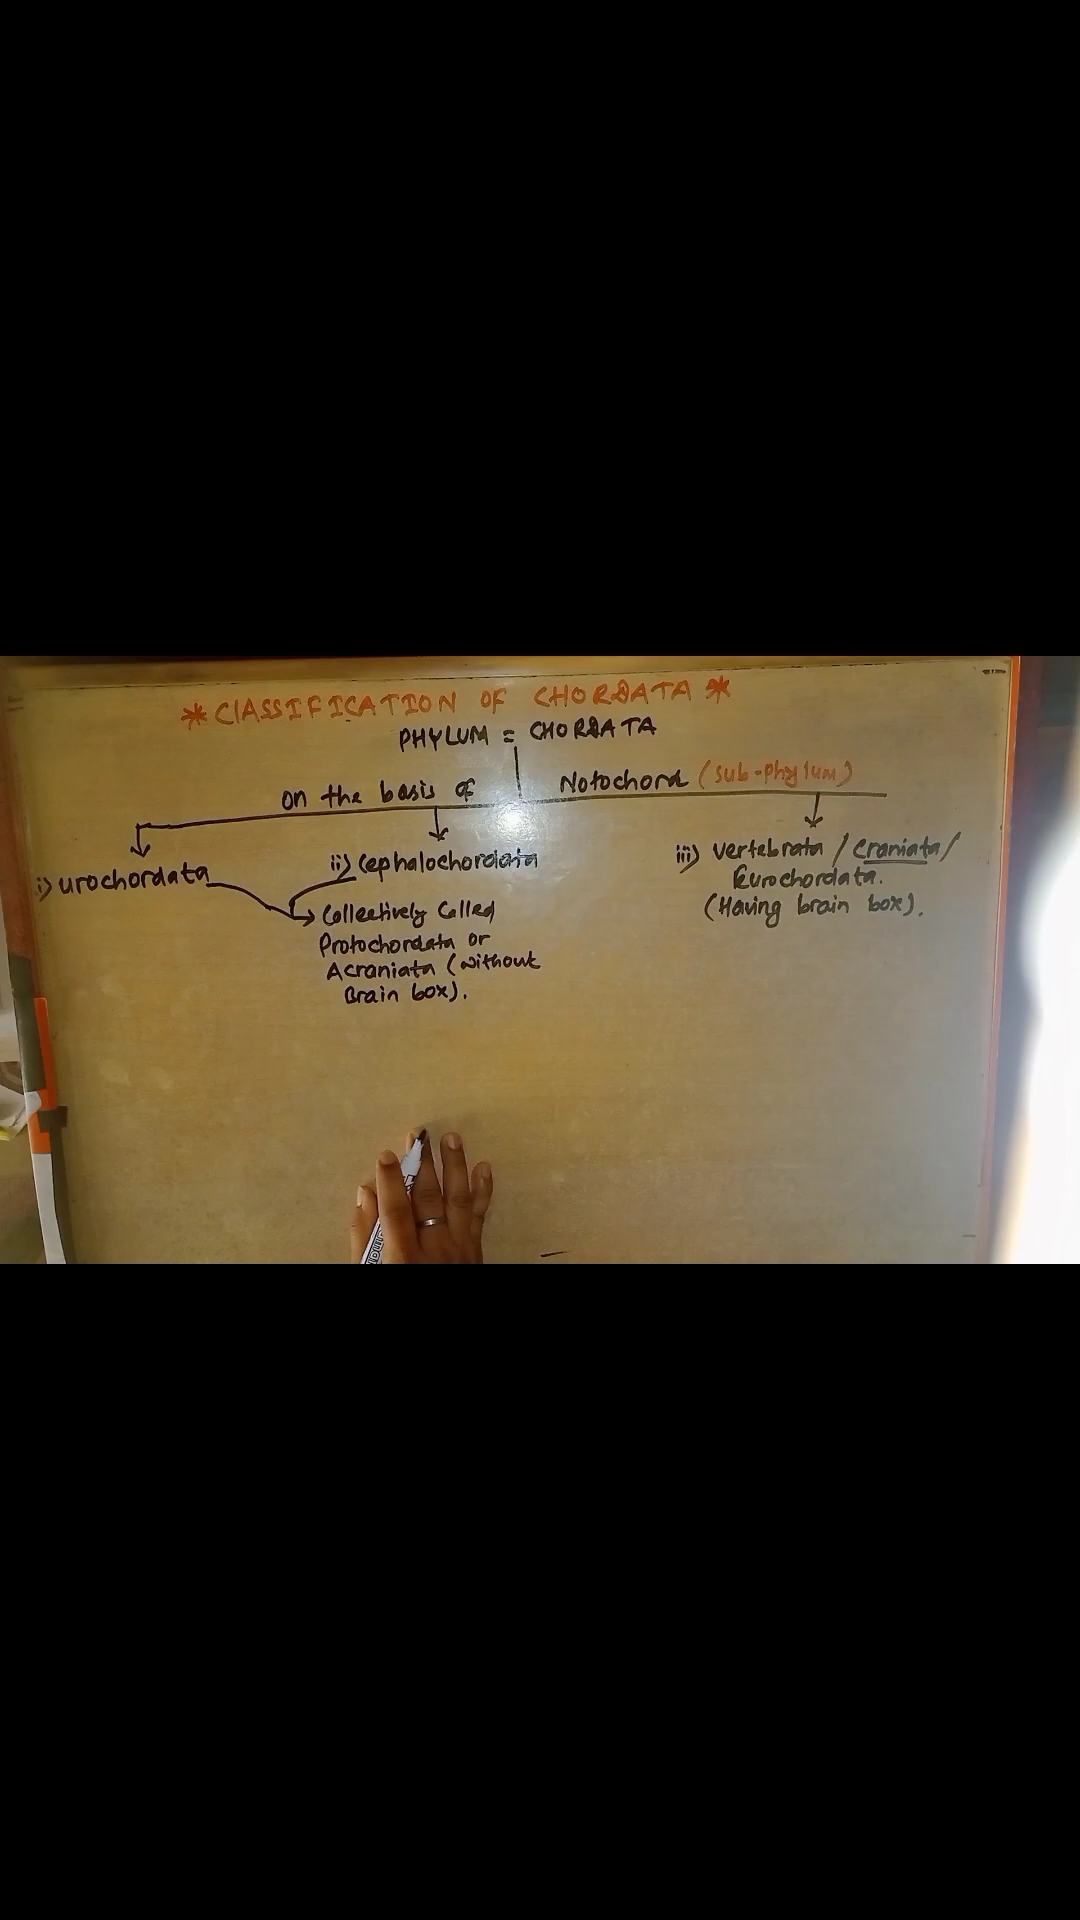 *CLASSIFICATION OF CHORDATA*
PHYLUM = CHORDATA
on the basis of Notochord (sub-phylum)
i) urochordata
ii) cephalochordata
Collectively Called
Protochordata or
Acraniata (without
Brain box).
iii) vertebrata / craniata /
Eurochordata.
(Having brain box).